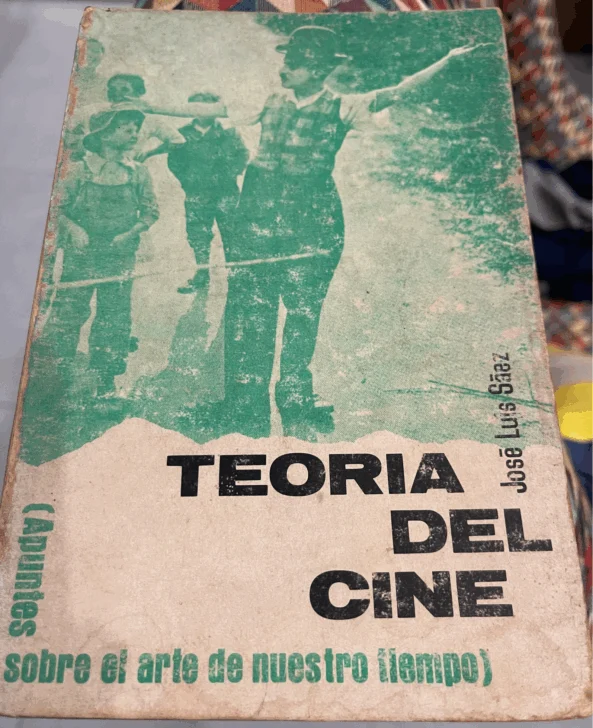 José Luis Sáez
TEORIA
DEL
CINE
(Apuntes
sobre el arte de nuestro tiempo)